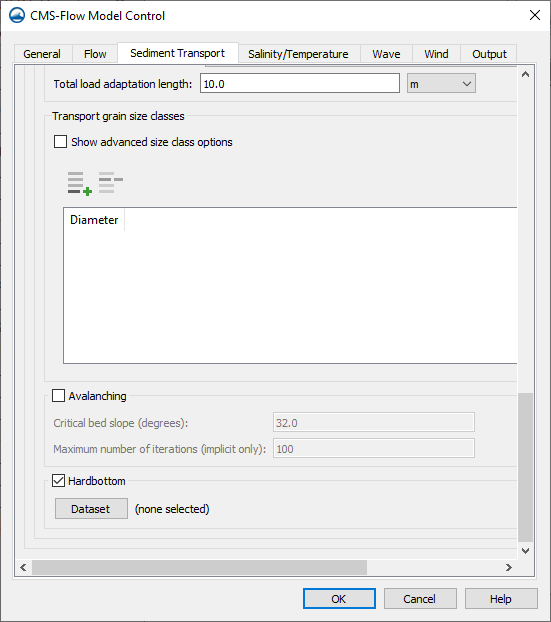 CMS-Flow Model Control
General Flow Sediment Transport Salinity/Temperature Wave Wind Output
Total load adaptation length: 10.0 m
Transport grain size classes
Show advanced size class options
Diameter
Avalanching
Critical bed slope (degrees): 32.0
Maximum number of iterations (implicit only): 100
Hardbottom
Dataset (none selected)
OK Cancel Help